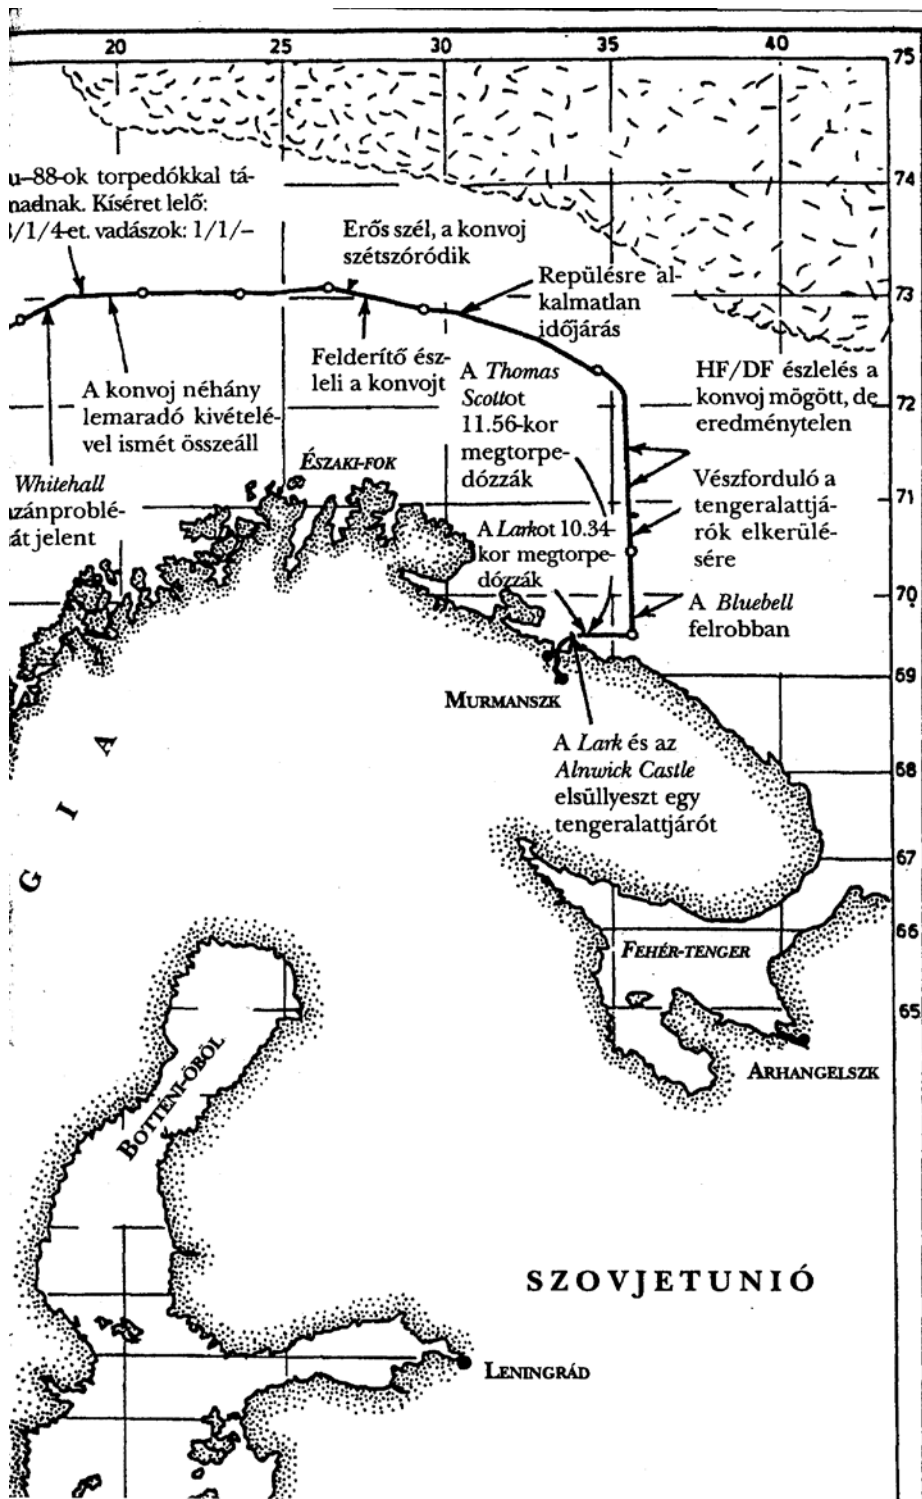 20 25 30 35 40 75
74
u–88-ok torpedókkal tá-
nadnak. Kíséret lelő:
3/1/4-et. vadászok: 1/1/–
Erős szél, a konvoj
szétszóródik
Repülésre al-
kalmatlan
időjárás
73
Felderítő ész-
leli a konvojt
A konvoj néhány
lemaradó kivételé-
vel ismét összeáll
A Thomas
Scottot
11.56-kor
megtorpe-
dózzák
HF/DF észlelés a
konvoj mögött, de
eredménytelen
72
ÉSZAKI-FOK
Whitehall
zánproblé-
át jelent
Vészforduló a
tengeralattjá-
rók elkerülé-
sére
71
A Larkot 10.34-
kor megtorpe-
dózzák
A Bluebell
felrobban
70
69
MURMANSZK
A Lark és az
Alnwick Castle
elsüllyeszt egy
tengeralattjárót
68
G I A
67
66
FEHÉR-TENGER
65
ARHANGELSZK
BOTTENI-ÖBÖL
SZOVJETUNIÓ
LENINGRÁD